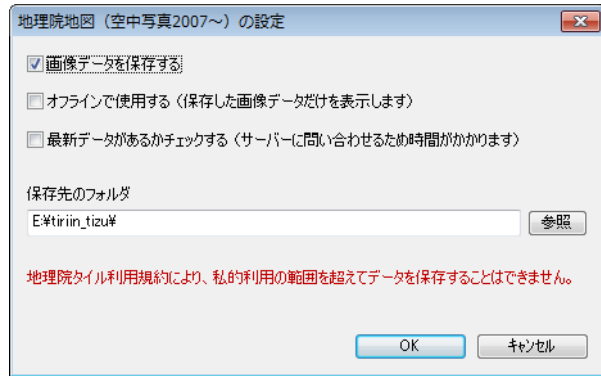 地理院地図（空中写真2007～）の設定
画像データを保存する
オフラインで使用する（保存した画像データだけを表示します）
最新データがあるかチェックする（サーバーに問い合わせるため時間がかかります）
保存先のフォルダ
E:¥tiriin_tizu¥
参照
地理院タイル利用規約により、私的利用の範囲を超えてデータを保存することはできません。
OK
キャンセル